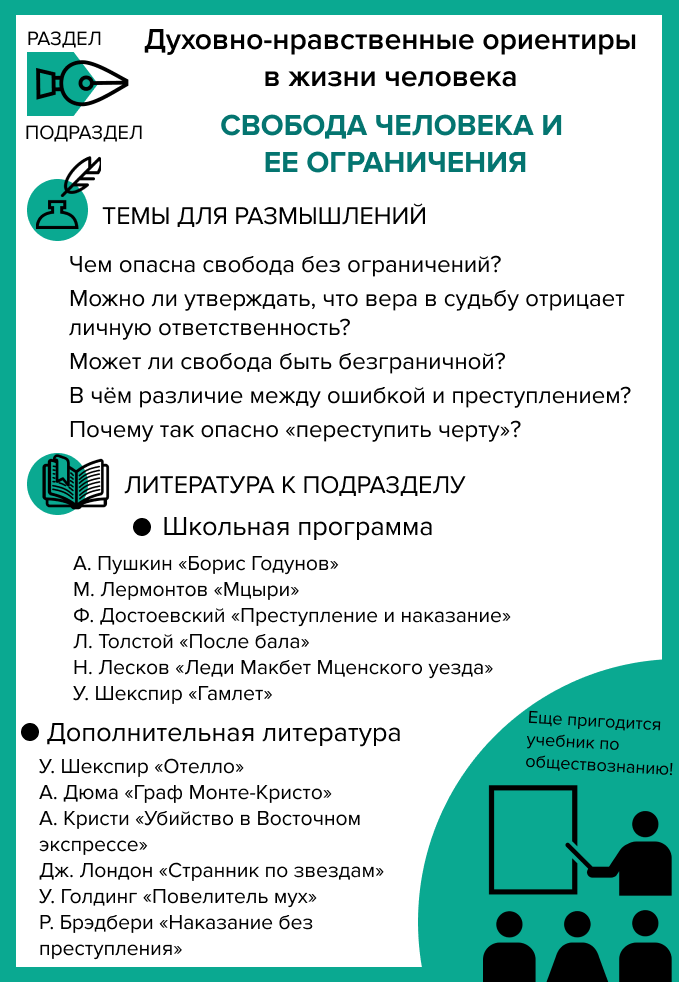 РАЗДЕЛ
Духовно-нравственные ориентиры
в жизни человека
ПОДРАЗДЕЛ
СВОБОДА ЧЕЛОВЕКА И
ЕЕ ОГРАНИЧЕНИЯ
ТЕМЫ ДЛЯ РАЗМЫШЛЕНИЙ
Чем опасна свобода без ограничений?
Можно ли утверждать, что вера в судьбу отрицает
личную ответственность?
Может ли свобода быть безграничной?
В чём различие между ошибкой и преступлением?
Почему так опасно «переступить черту»?
ЛИТЕРАТУРА К ПОДРАЗДЕЛУ
● Школьная программа
А. Пушкин «Борис Годунов»
М. Лермонтов «Мцыри»
Ф. Достоевский «Преступление и наказание»
Л. Толстой «После бала»
Н. Лесков «Леди Макбет Мценского уезда»
У. Шекспир «Гамлет»
● Дополнительная литература
У. Шекспир «Отелло»
А. Дюма «Граф Монте-Кристо»
А. Кристи «Убийство в Восточном
экспрессе»
Дж. Лондон «Странник по звездам»
У. Голдинг «Повелитель мух»
Р. Брэдбери «Наказание без
преступления»
Еще пригодится
учебник по
обществознанию!